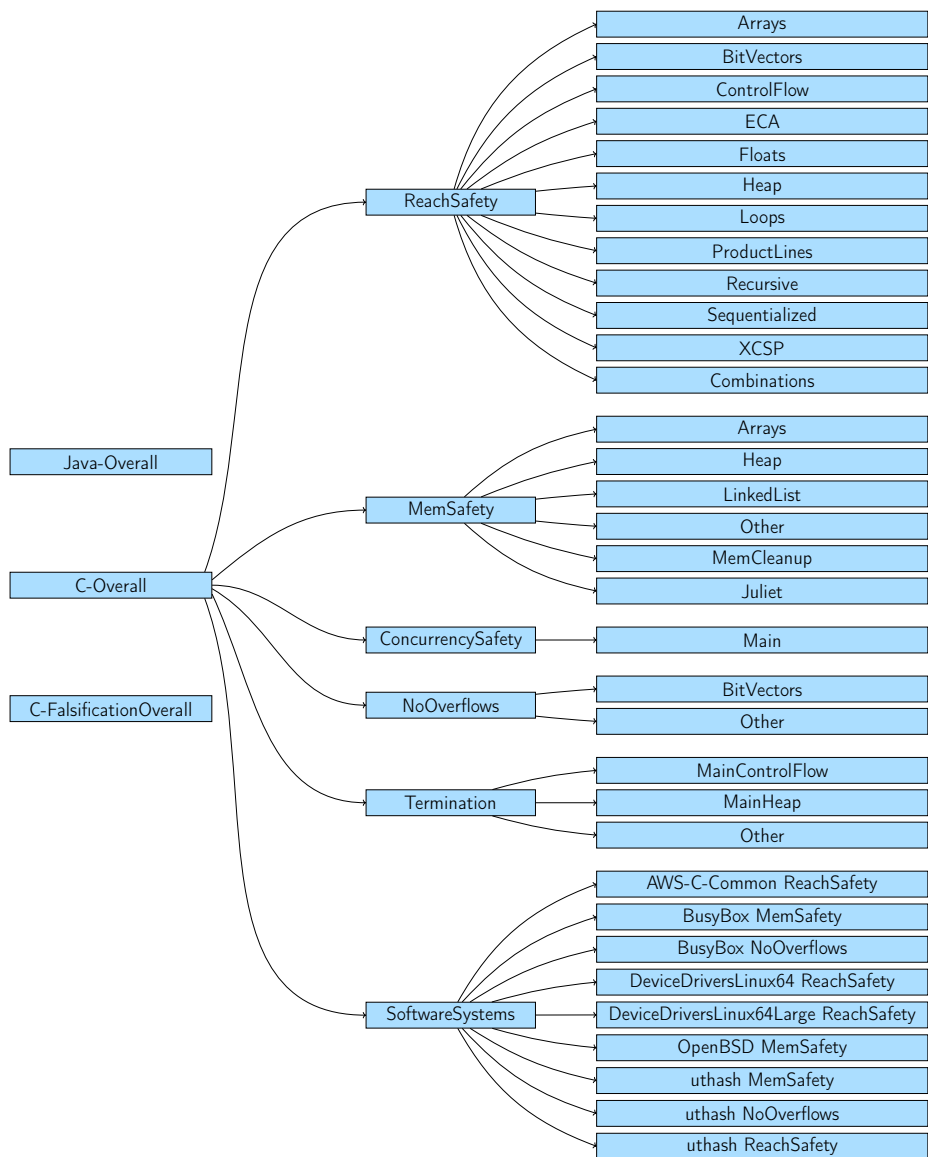 Java-Overall
C-Overall
C-FalsificationOverall
ReachSafety
Arrays
BitVectors
ControlFlow
ECA
Floats
Heap
Loops
ProductLines
Recursive
Sequentialized
XCSP
Combinations
MemSafety
Arrays
Heap
LinkedList
Other
MemCleanup
Juliet
ConcurrencySafety
Main
NoOverflows
BitVectors
Other
Termination
MainControlFlow
MainHeap
Other
SoftwareSystems
AWS-C-Common ReachSafety
BusyBox MemSafety
BusyBox NoOverflows
DeviceDriversLinux64 ReachSafety
DeviceDriversLinux64Large ReachSafety
OpenBSD MemSafety
uthash MemSafety
uthash NoOverflows
uthash ReachSafety